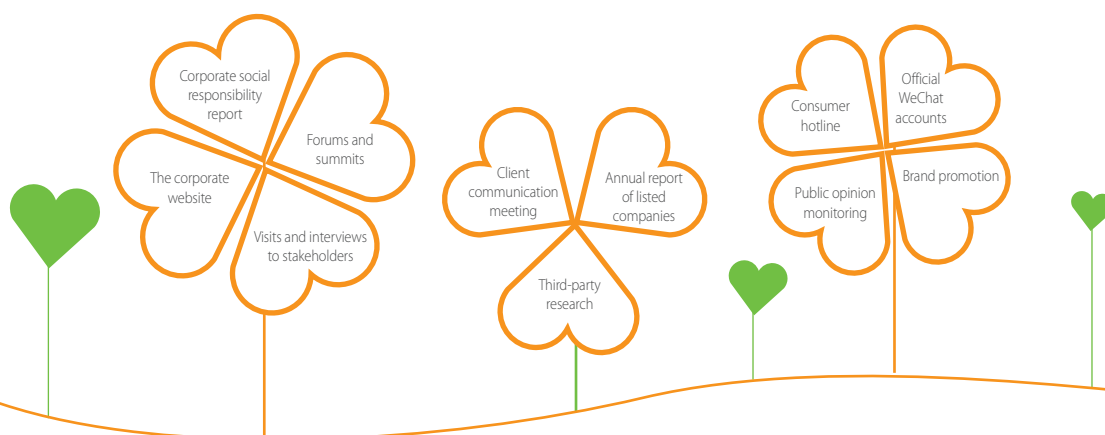 Corporate social
responsibility
report
Forums and
summits
The corporate
website
Visits and interviews
to stakeholders
Client
communication
meeting
Annual report
of listed
companies
Third-party
research
Consumer
hotline
Official
WeChat
accounts
Public opinion
monitoring
Brand promotion